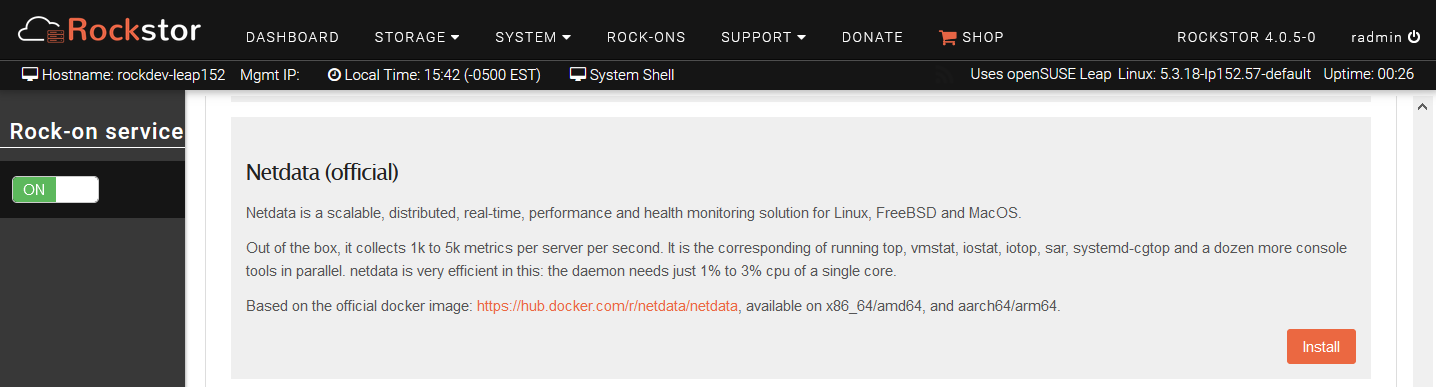 Rockstor
DASHBOARD STORAGE SYSTEM ROCK-ONS SUPPORT DONATE SHOP ROCKSTOR 4.0.5-0 radmin
Hostname: rockdev-leap152 Mgmt IP: Local Time: 15:42 (-0500 EST) System Shell Uses openSUSE Leap Linux: 5.3.18-lp152.57-default Uptime: 00:26
Rock-on service
ON
Netdata (official)
Netdata is a scalable, distributed, real-time, performance and health monitoring solution for Linux, FreeBSD and MacOS.
Out of the box, it collects 1k to 5k metrics per server per second. It is the corresponding of running top, vmstat, iostat, iotop, sar, systemd-cgtop and a dozen more console
tools in parallel. netdata is very efficient in this: the daemon needs just 1% to 3% cpu of a single core.
Based on the official docker image: https://hub.docker.com/r/netdata/netdata, available on x86_64/amd64, and aarch64/arm64.
Install